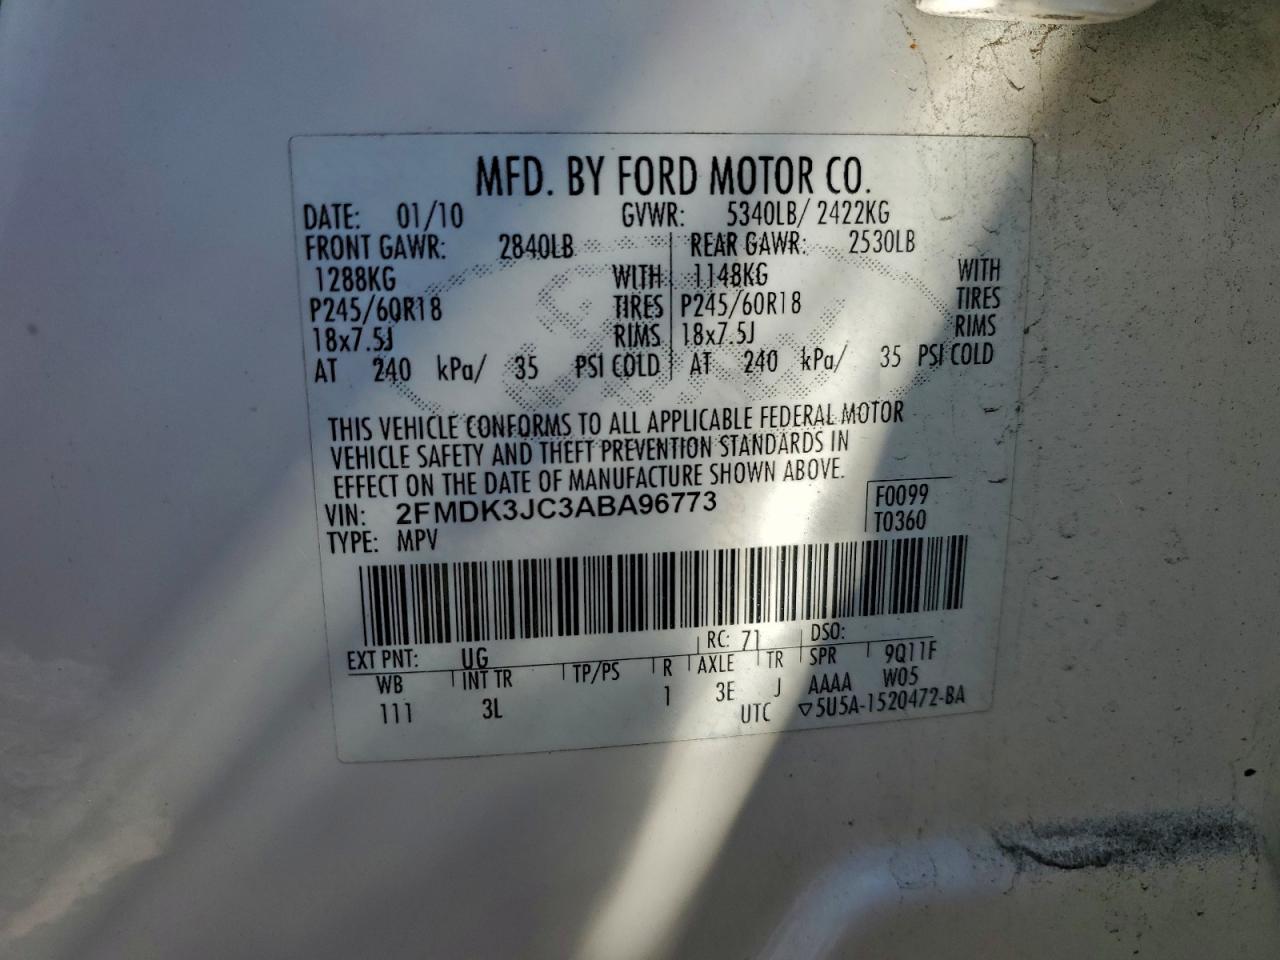 MFD. BY FORD MOTOR CO.
DATE: 01/10 GVWR: 5340LB/ 2422KG
FRONT GAWR: 2840LB REAR GAWR: 2530LB
1288KG WITH 1148KG WITH
P245/60R18 TIRES P245/60R18 TIRES
18x7.5J RIMS 18x7.5J RIMS
AT 240 kPa/ 35 PSI COLD AT 240 kPa/ 35 PSI COLD
THIS VEHICLE CONFORMS TO ALL APPLICABLE FEDERAL MOTOR
VEHICLE SAFETY AND THEFT PREVENTION STANDARDS IN
EFFECT ON THE DATE OF MANUFACTURE SHOWN ABOVE.
VIN: 2FMDK3JC3ABA96773 F0099
TYPE: MPV T0360
EXT PNT: UG RC: 71 DSO:
WB INT TR TP/PS R AXLE TR SPR 9Q11F
111 3L 1 3E J AAAA W05
UTC ▽5U5A-1520472-BA